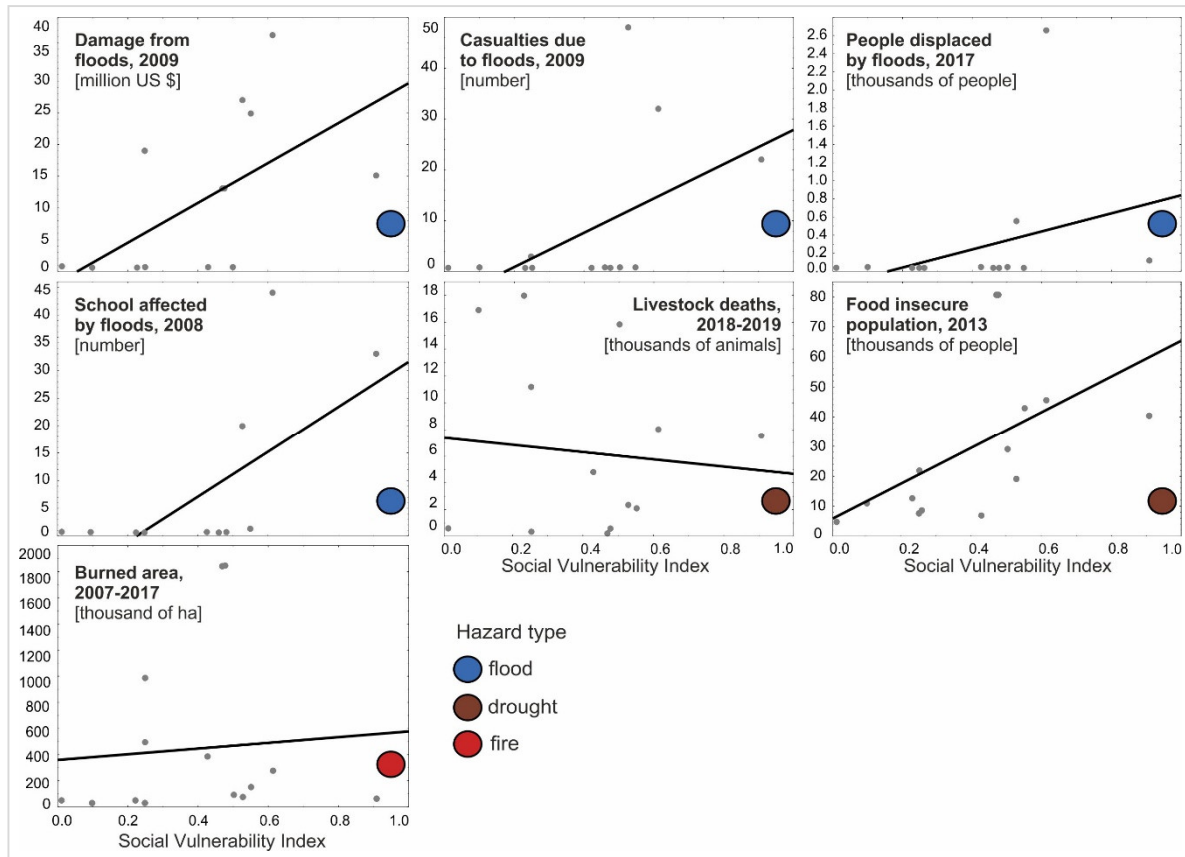 Damage from
floods, 2009
[million US $]
40
35
30
25
20
15
10
5
0
Casualties due
to floods, 2009
[number]
50
40
30
20
10
0
People displaced
by floods, 2017
[thousands of people]
2.6
2.4
2.2
2.0
1.8
1.6
1.4
1.2
1.0
0.8
0.6
0.4
0.2
0.0
School affected
by floods, 2008
[number]
45
40
35
30
25
20
15
10
5
0
Livestock deaths,
2018-2019
[thousands of animals]
18
16
14
12
10
8
6
4
2
0
0.0 0.2 0.4 0.6 0.8 1.0
Social Vulnerability Index
Food insecure
population, 2013
[thousands of people]
80
70
60
50
40
30
20
10
0
0.0 0.2 0.4 0.6 0.8 1.0
Social Vulnerability Index
Burned area,
2007-2017
[thousand of ha]
2000
1800
1600
1400
1200
1000
800
600
400
200
0
0.0 0.2 0.4 0.6 0.8 1.0
Social Vulnerability Index
Hazard type
flood
drought
fire